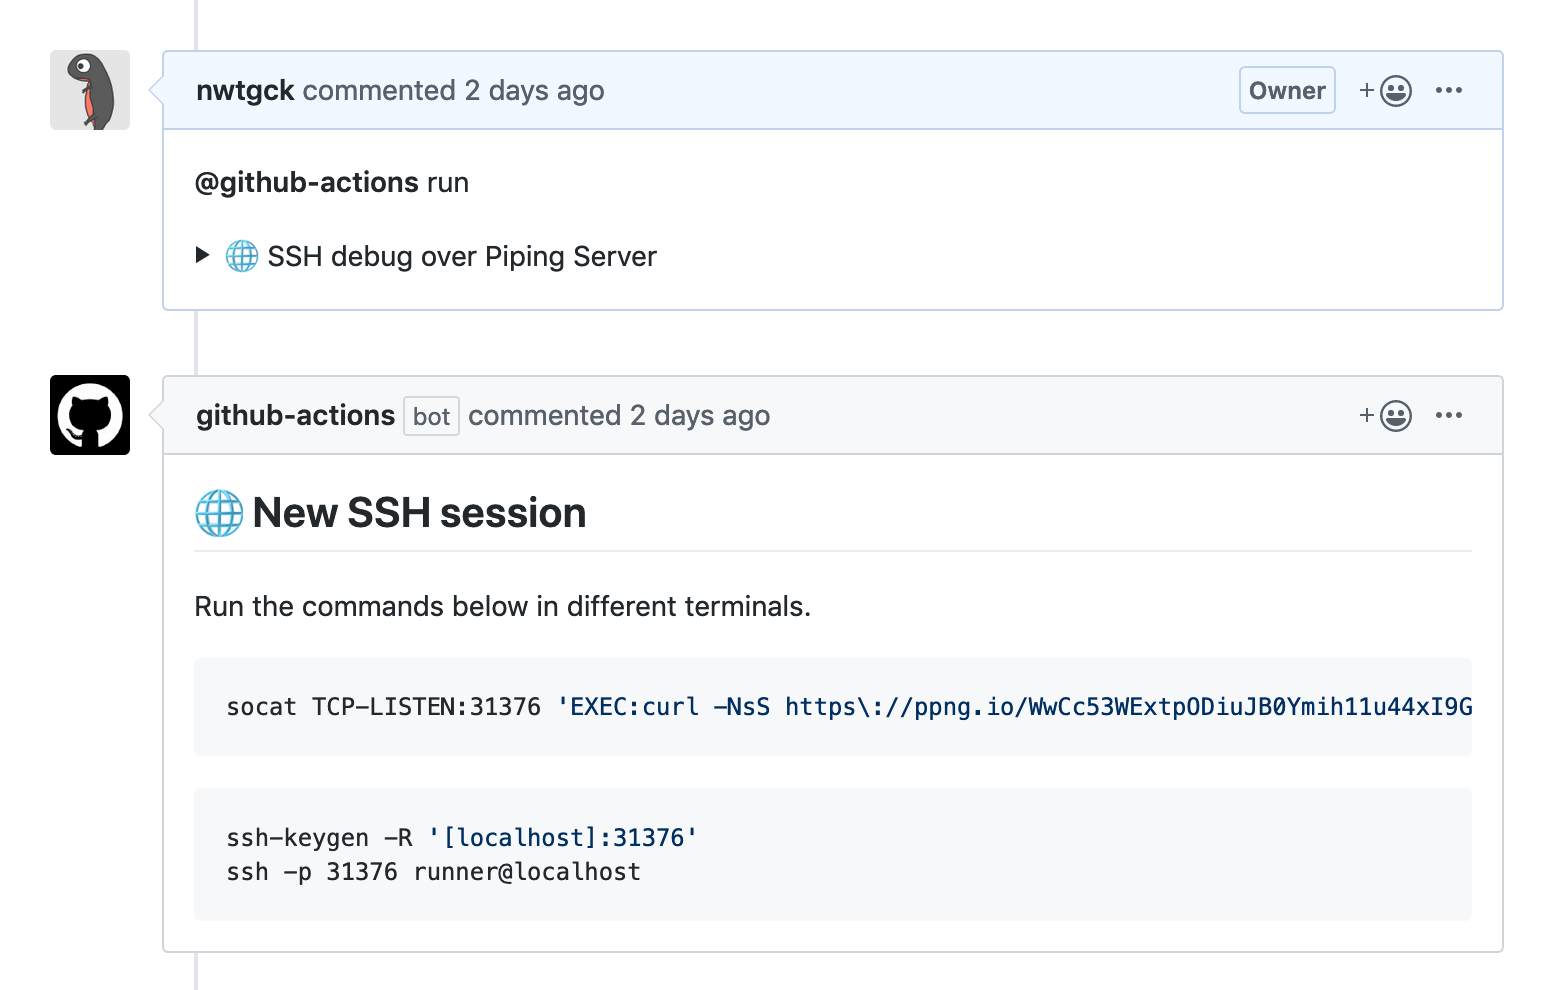 nwtgck commented 2 days ago Owner
@github-actions run
SSH debug over Piping Server
github-actions bot commented 2 days ago
New SSH session
Run the commands below in different terminals.
socat TCP-LISTEN:31376 'EXEC:curl -NsS https\://ppng.io/WwCc53WExtpODiuJB0Ymih11u44xI9G
ssh-keygen -R '[localhost]:31376'
ssh -p 31376 runner@localhost